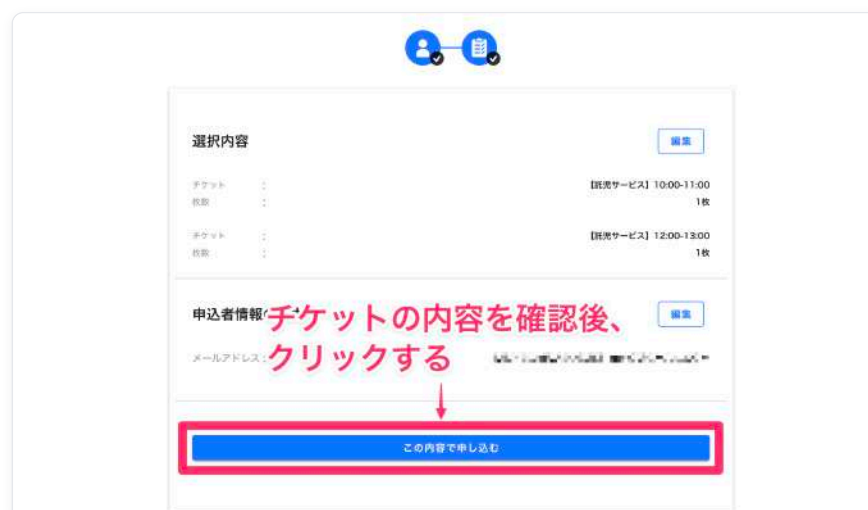 選択内容
編集
チケット : 【託児サービス】10:00-11:00
枚数 : 1枚
チケット : 【託児サービス】12:00-13:00
枚数 : 1枚
申込者情報
編集
チケットの内容を確認後、
クリックする
メールアドレス :
この内容で申し込む